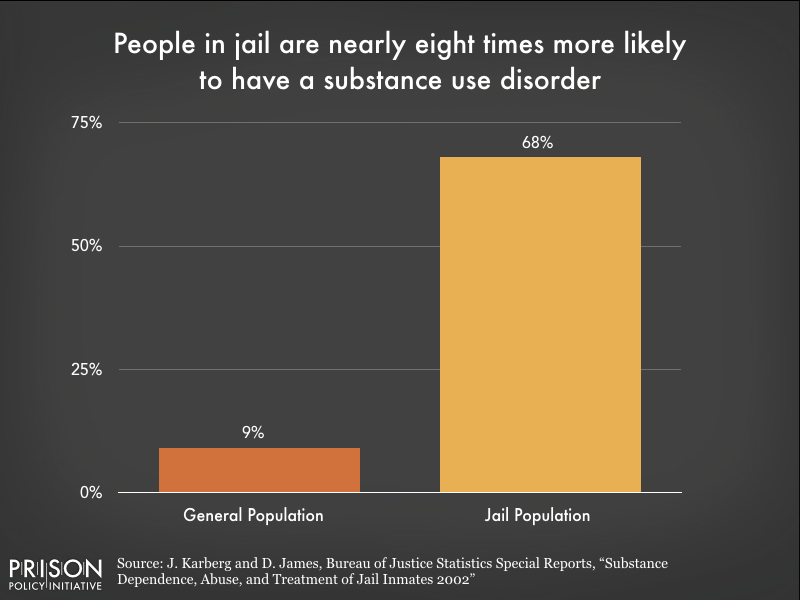 People in jail are nearly eight times more likely
to have a substance use disorder
75%
68%
50%
25%
9%
0%
General Population
Jail Population
PRISON
POLICY INITIATIVE
Source: J. Karberg and D. James, Bureau of Justice Statistics Special Reports, “Substance
Dependence, Abuse, and Treatment of Jail Inmates 2002”